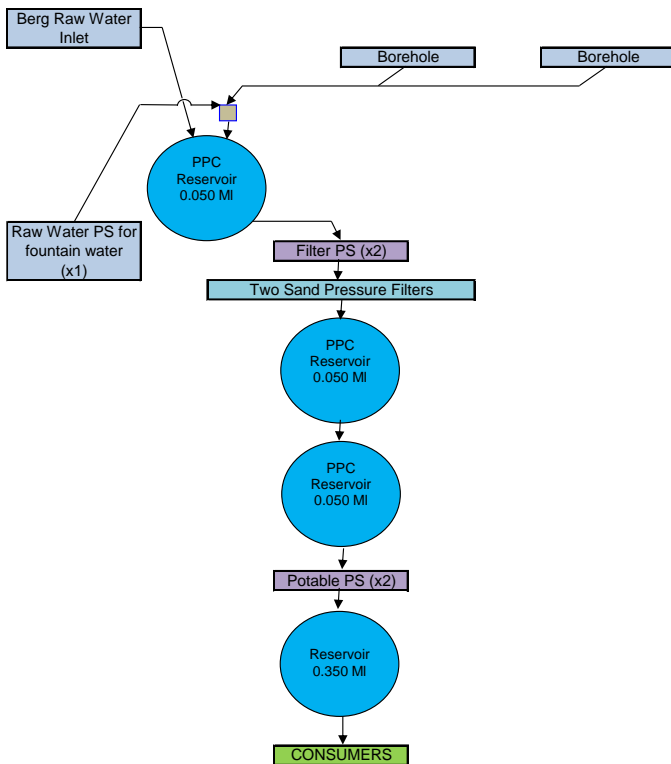 Berg Raw Water
Inlet
Borehole
Borehole
PPC
Reservoir
0.050 Ml
Raw Water PS for
fountain water
(x1)
Filter PS (x2)
Two Sand Pressure Filters
PPC
Reservoir
0.050 Ml
PPC
Reservoir
0.050 Ml
Potable PS (x2)
Reservoir
0.350 Ml
CONSUMERS